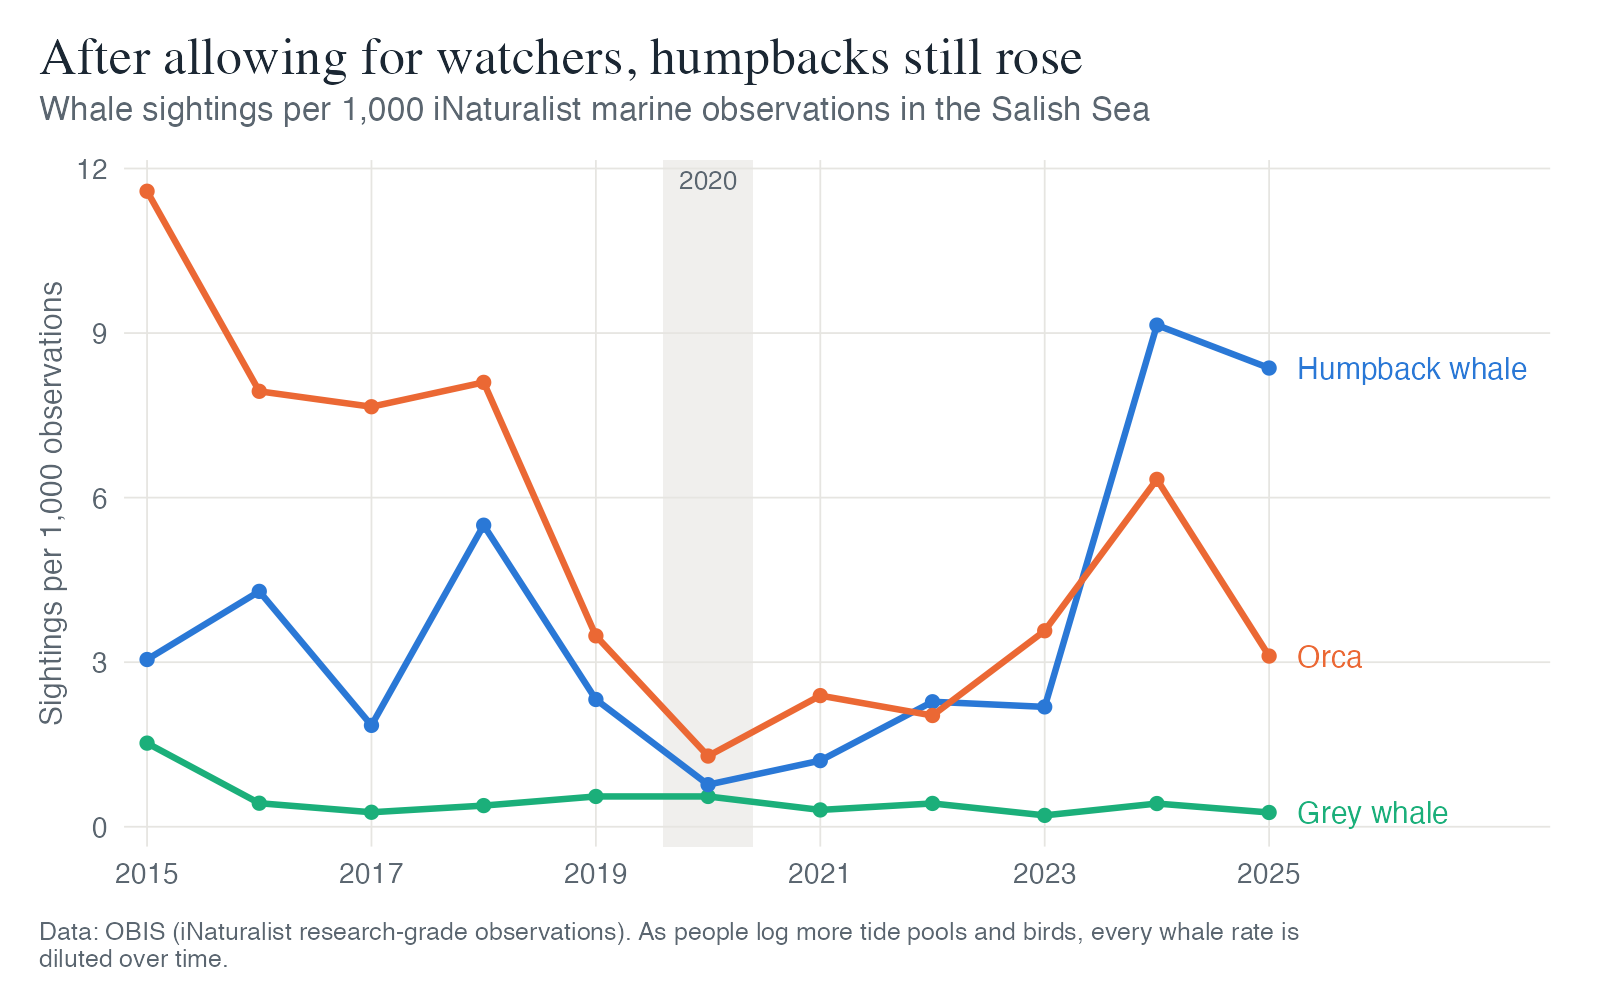 After allowing for watchers, humpbacks still rose
Whale sightings per 1,000 iNaturalist marine observations in the Salish Sea
Sightings per 1,000 observations
12
9
6
3
0
2020
Humpback whale
Orca
Grey whale
2015
2017
2019
2021
2023
2025
Data: OBIS (iNaturalist research-grade observations). As people log more tide pools and birds, every whale rate is
diluted over time.